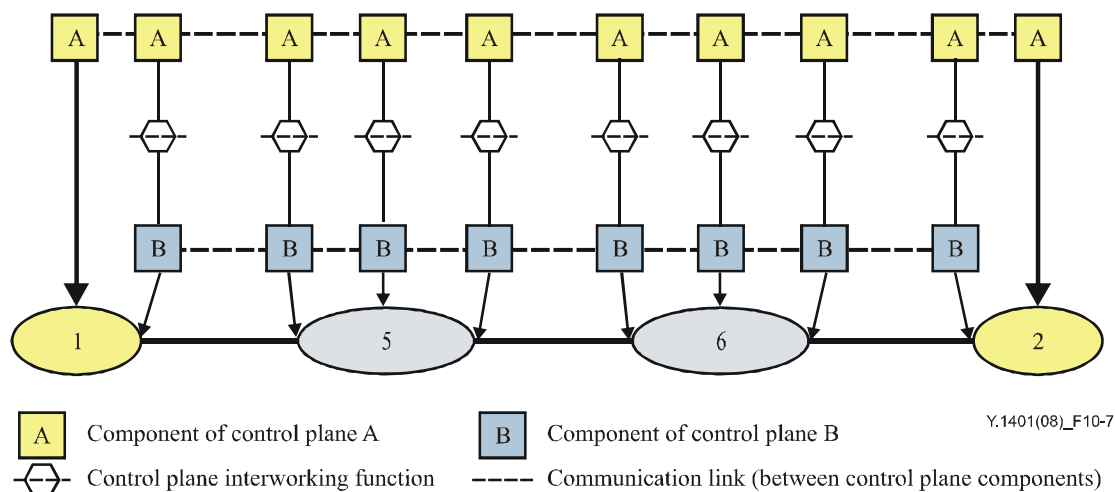 A A A A A A A A A A
B B B B B B B B
1 5 6 2
A Component of control plane A B Component of control plane B
Y.1401(08)_F10-7
Control plane interworking function Communication link (between control plane components)